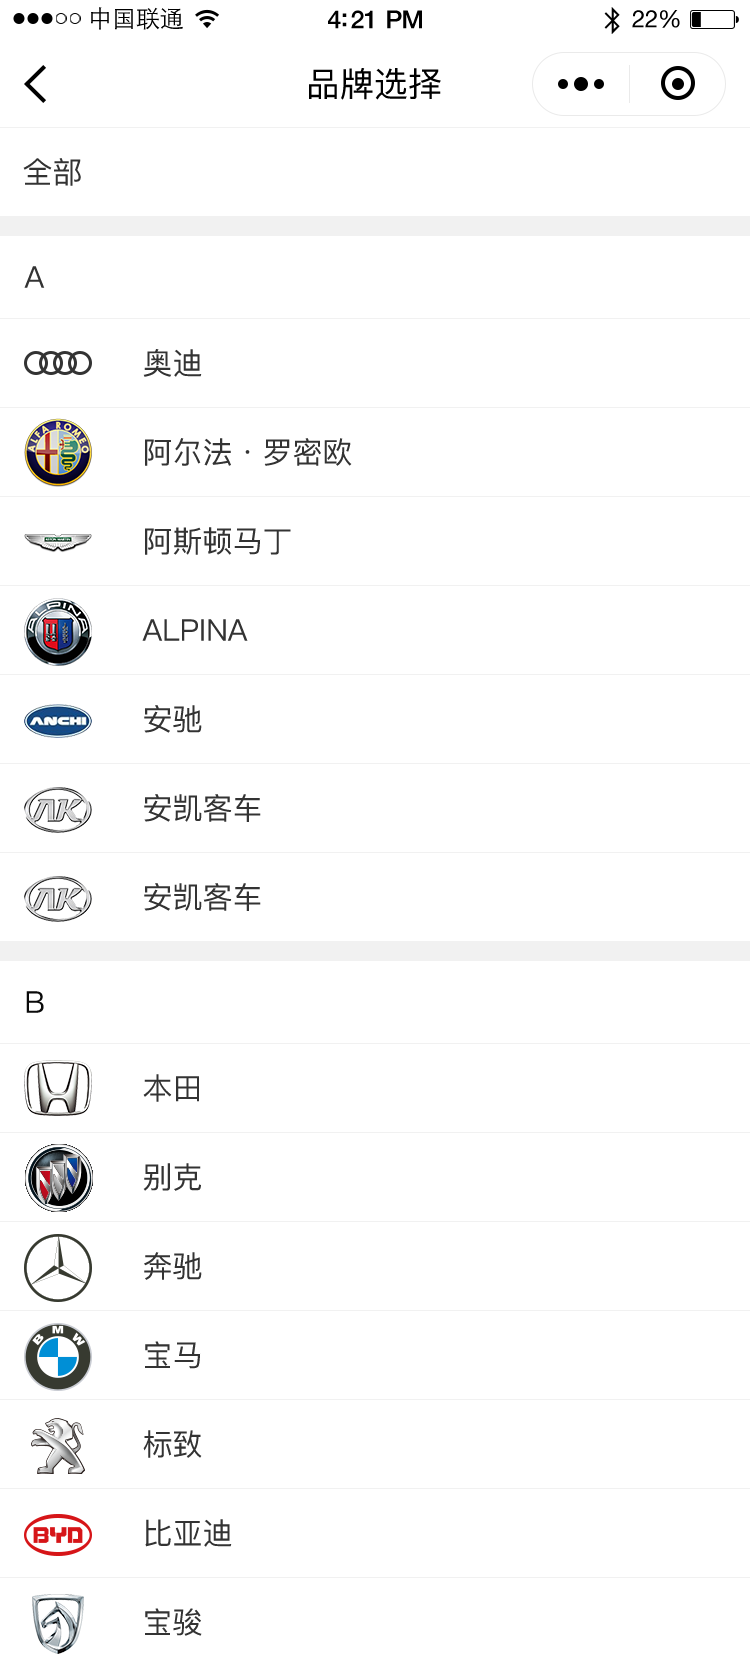 中国联通 4:21 PM 22%
品牌选择
全部
A
奥迪
ALFA ROMEO
阿尔法·罗密欧
ASTON MARTIN
阿斯顿马丁
ALPINA
ALPINA
ANCHI
安驰
安凯客车
安凯客车
B
本田
别克
奔驰
BMW
宝马
标致
BYD
比亚迪
宝骏